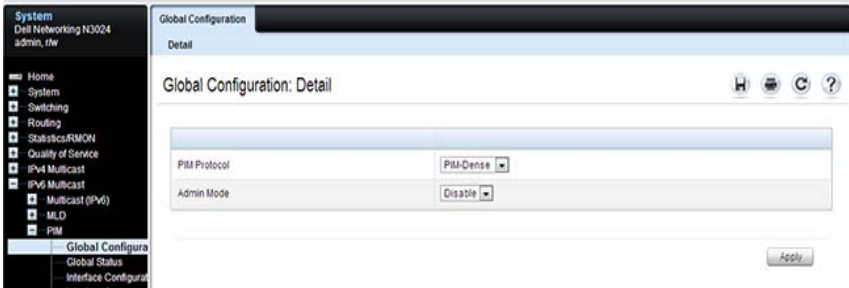 System
Dell Networking N3024
admin, r/w
Home
System
Switching
Routing
Statistics/RMON
Quality of Service
IPv4 Multicast
IPv6 Multicast
Multicast (IPv6)
MLD
PIM
Global Configura
Global Status
Interface Configurat
Global Configuration
Detail
Global Configuration: Detail
H C ?
PIM Protocol PIM-Dense
Admin Mode Disable
Apply